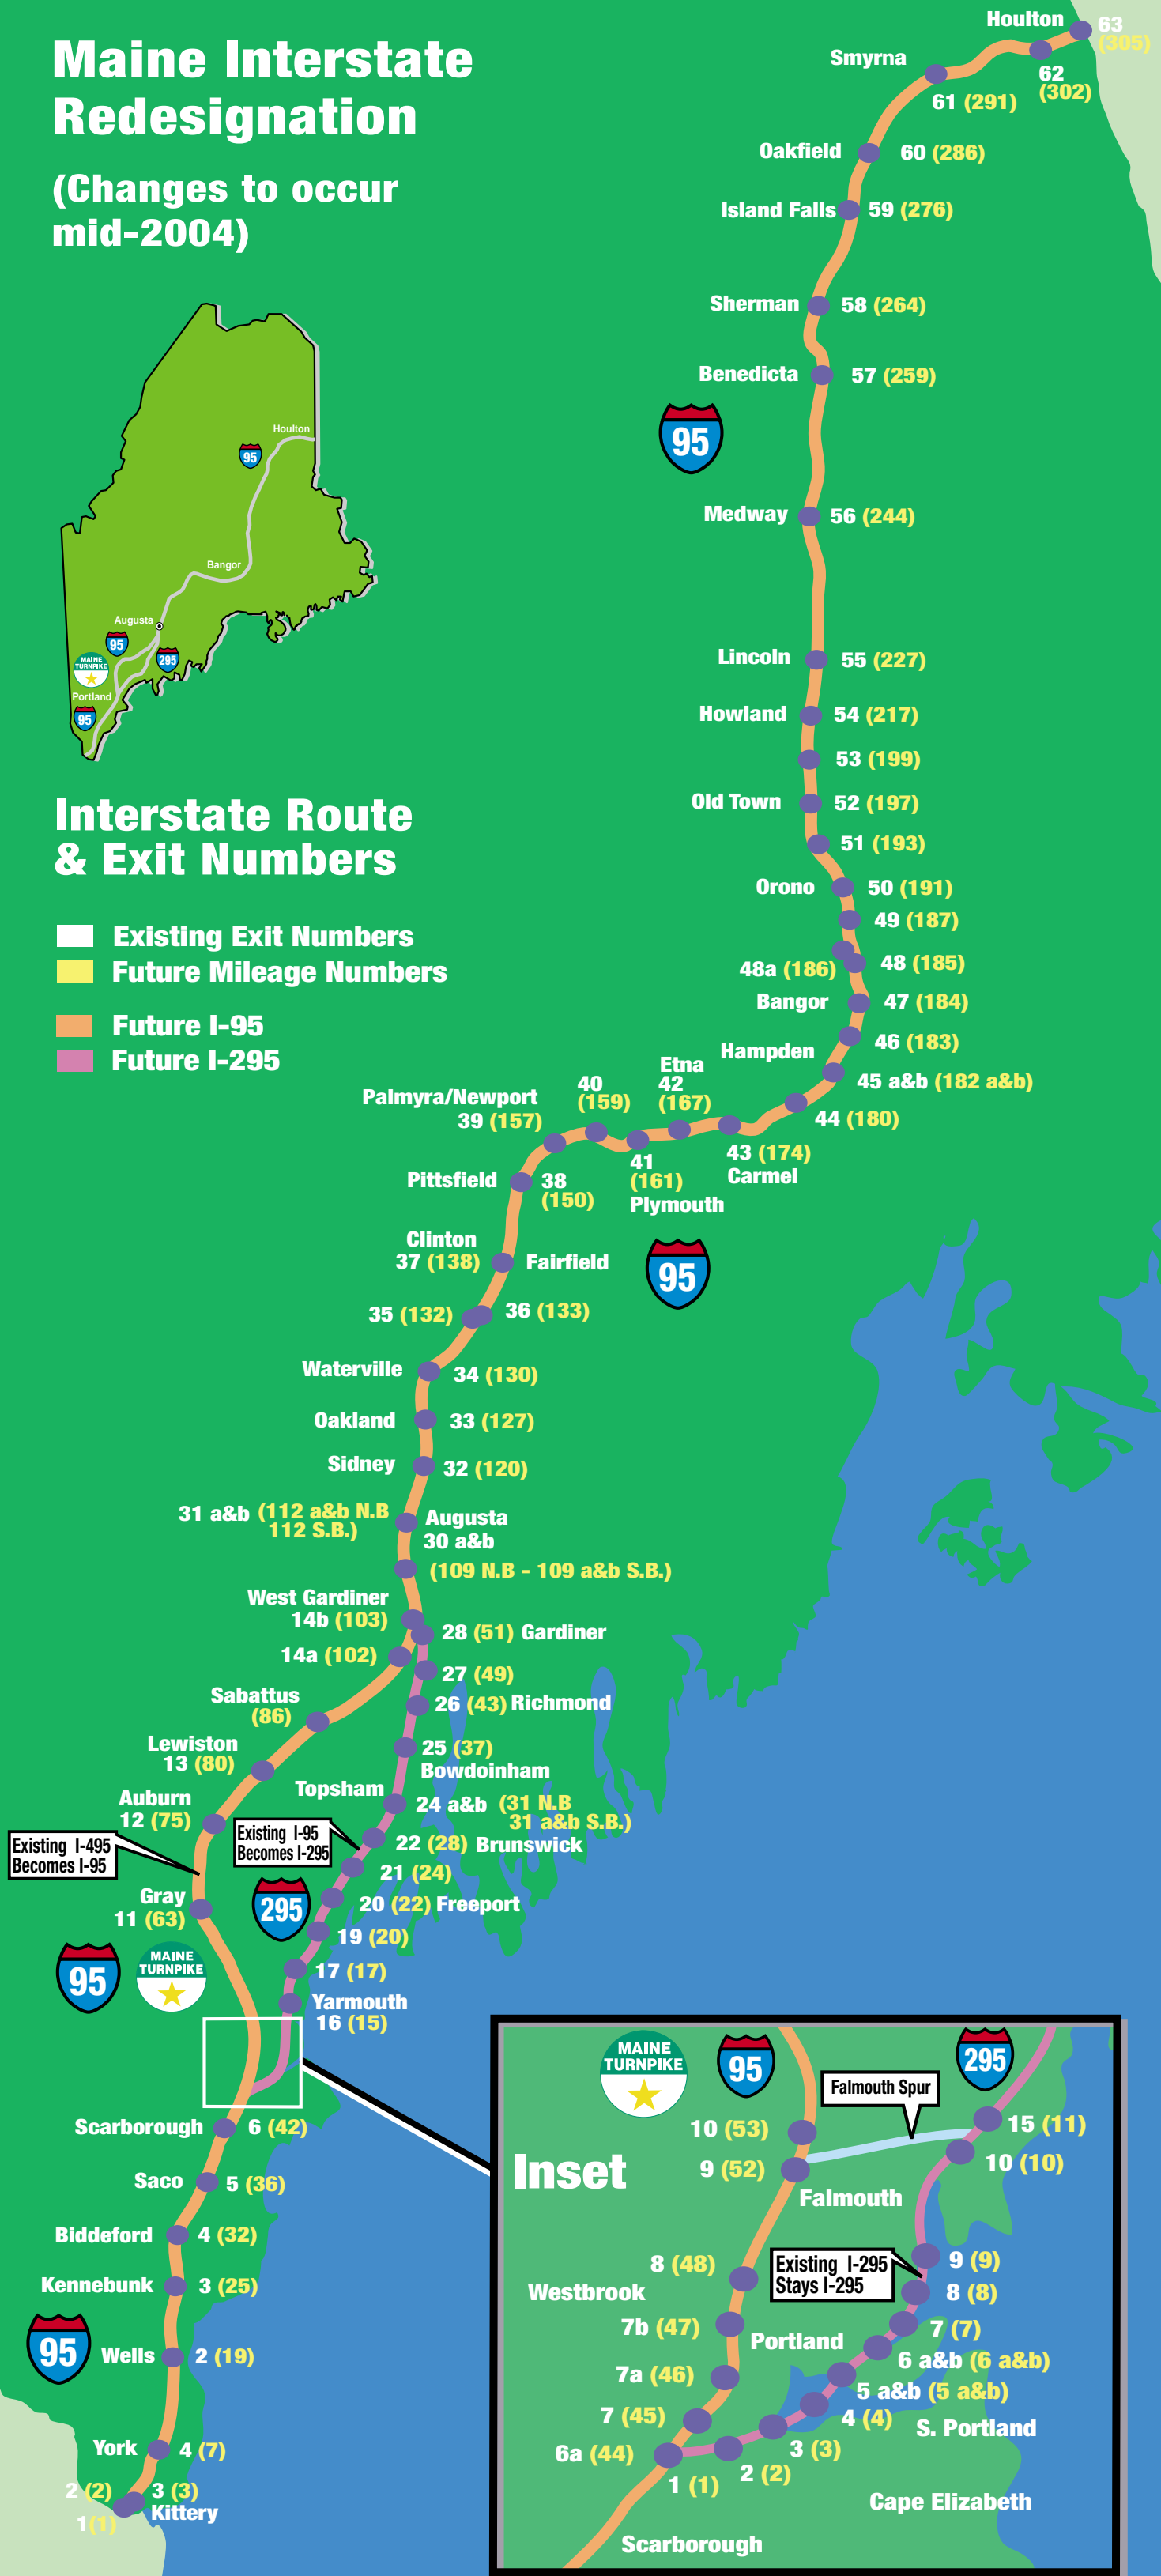 Maine Interstate
Redesignation
(Changes to occur
mid-2004)
Houlton
63
(305)
62
(302)
Smyrna
61 (291)
Oakfield
60 (286)
Island Falls
59 (276)
Sherman
58 (264)
Benedicta
57 (259)
95
Medway
56 (244)
Lincoln
55 (227)
Howland
54 (217)
53 (199)
Old Town
52 (197)
51 (193)
Orono
50 (191)
49 (187)
48a (186)
48 (185)
Bangor
47 (184)
46 (183)
Hampden
45 a&b (182 a&b)
44 (180)
Houlton
95
Bangor
Augusta
95
295
MAINE
TURNPIKE
Portland
95
Interstate Route
& Exit Numbers
Existing Exit Numbers
Future Mileage Numbers
Future I-95
Future I-295
43 (174)
Carmel
Etna
42
(167)
41
(161)
Plymouth
40
(159)
Palmyra/Newport
39 (157)
Pittsfield
38
(150)
Clinton
37 (138)
Fairfield
95
35 (132)
36 (133)
Waterville
34 (130)
Oakland
33 (127)
Sidney
32 (120)
31 a&b (112 a&b N.B
112 S.B.)
Augusta
30 a&b
(109 N.B - 109 a&b S.B.)
West Gardiner
14b (103)
28 (51) Gardiner
14a (102)
27 (49)
Sabattus
(86)
26 (43) Richmond
Lewiston
13 (80)
25 (37)
Bowdoinham
Topsham
24 a&b (31 N.B
31 a&b S.B.)
Auburn
12 (75)
Existing I-495
Becomes I-95
Existing I-95
Becomes I-295
22 (28) Brunswick
21 (24)
Gray
11 (63)
295
20 (22) Freeport
19 (20)
95
MAINE
TURNPIKE
17 (17)
Yarmouth
16 (15)
Scarborough
6 (42)
Saco
5 (36)
Biddeford
4 (32)
Kennebunk
3 (25)
95
Wells
2 (19)
York
4 (7)
2 (2)
3 (3)
Kittery
1(1)
Inset
MAINE
TURNPIKE
95
295
Falmouth Spur
10 (53)
15 (11)
9 (52)
10 (10)
Falmouth
8 (48)
Existing I-295
Stays I-295
9 (9)
Westbrook
8 (8)
7b (47)
Portland
7 (7)
6 a&b (6 a&b)
7a (46)
5 a&b (5 a&b)
7 (45)
4 (4)
S. Portland
6a (44)
3 (3)
2 (2)
1 (1)
Cape Elizabeth
Scarborough